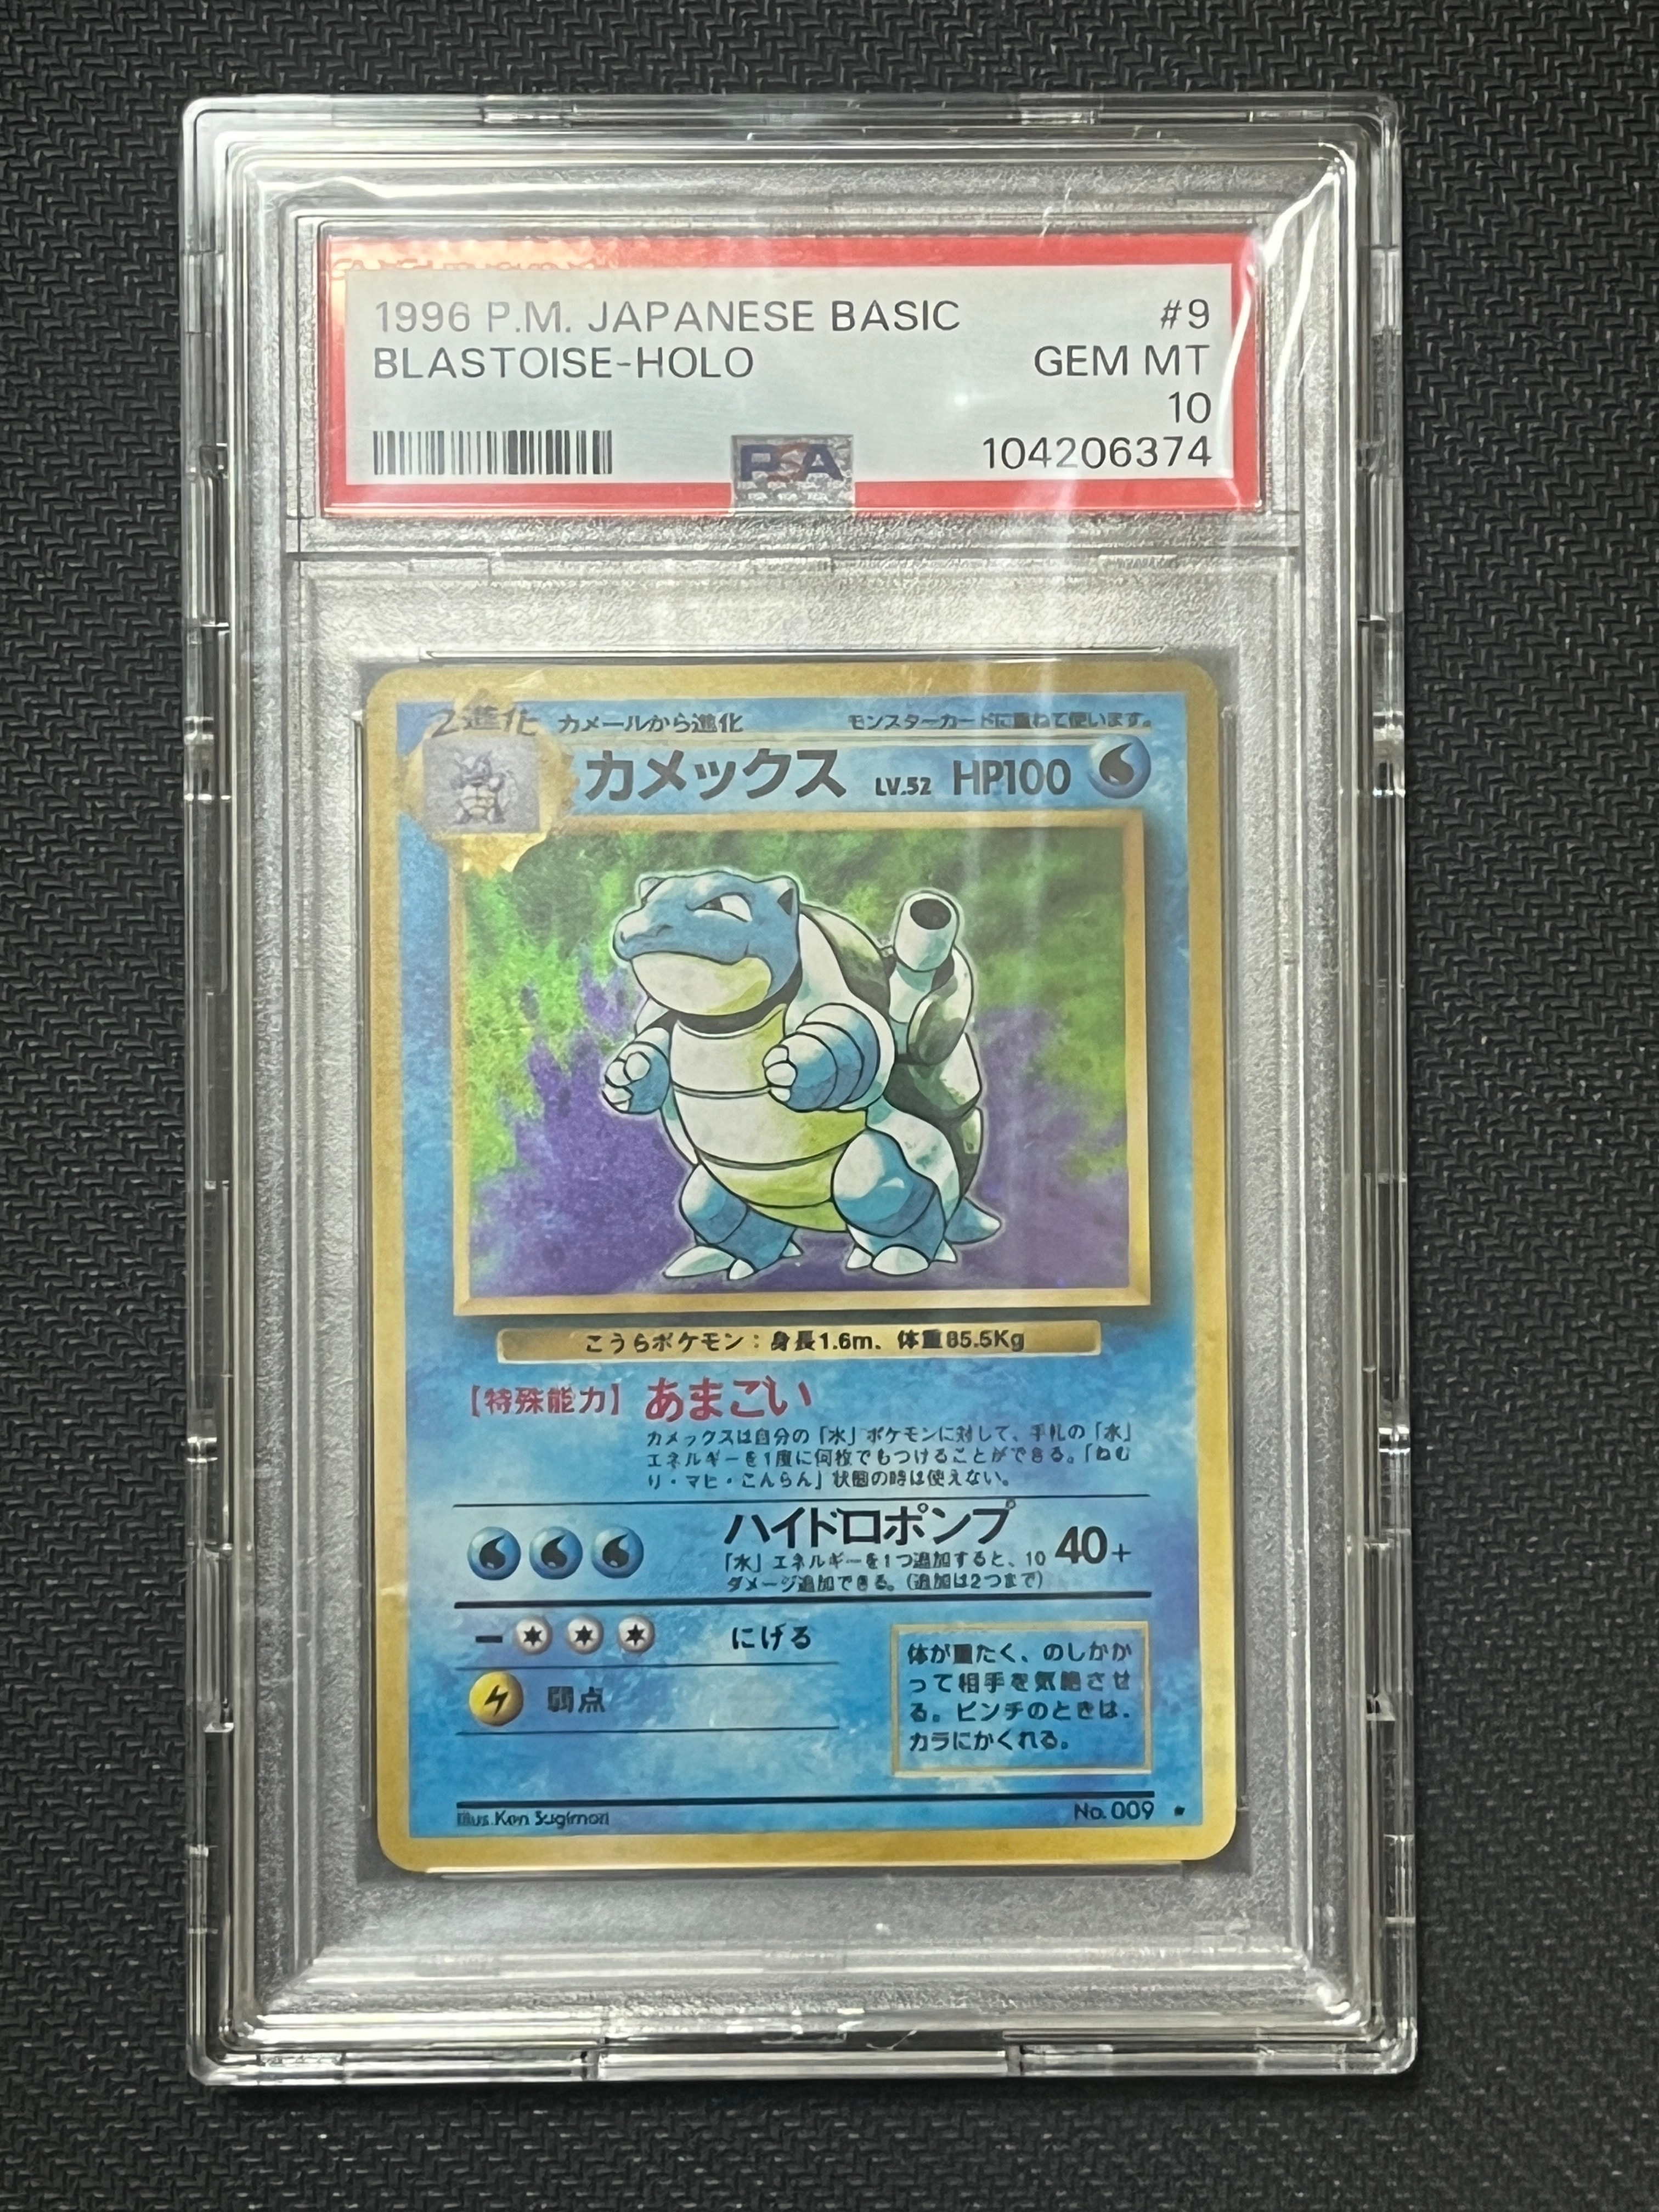 1996 P.M. JAPANESE BASIC #9
BLASTOISE-HOLO GEM MT
10
PSA 104206374
2進化 カメールから進化 モンスターカードに重ねて使います。
カメックス LV.52 HP100
こうらポケモン：身長1.6m、体重85.5Kg
【特殊能力】あまごい
カメックスは自分の「水」ポケモンに対して、手札の「水」
エネルギーを1度に何枚でもつけることができる。「ねむ
り・マヒ・こんらん」状態の時は使えない。
ハイドロポンプ 40+
「水」エネルギーを1つ追加すると、10
ダメージ追加できる。（追加は2つまで）
にげる
弱点
体が重たく、のしかか
って相手を気絶させ
る。ピンチのときは、
カラにかくれる。
Illus.Ken Sugimori No.009